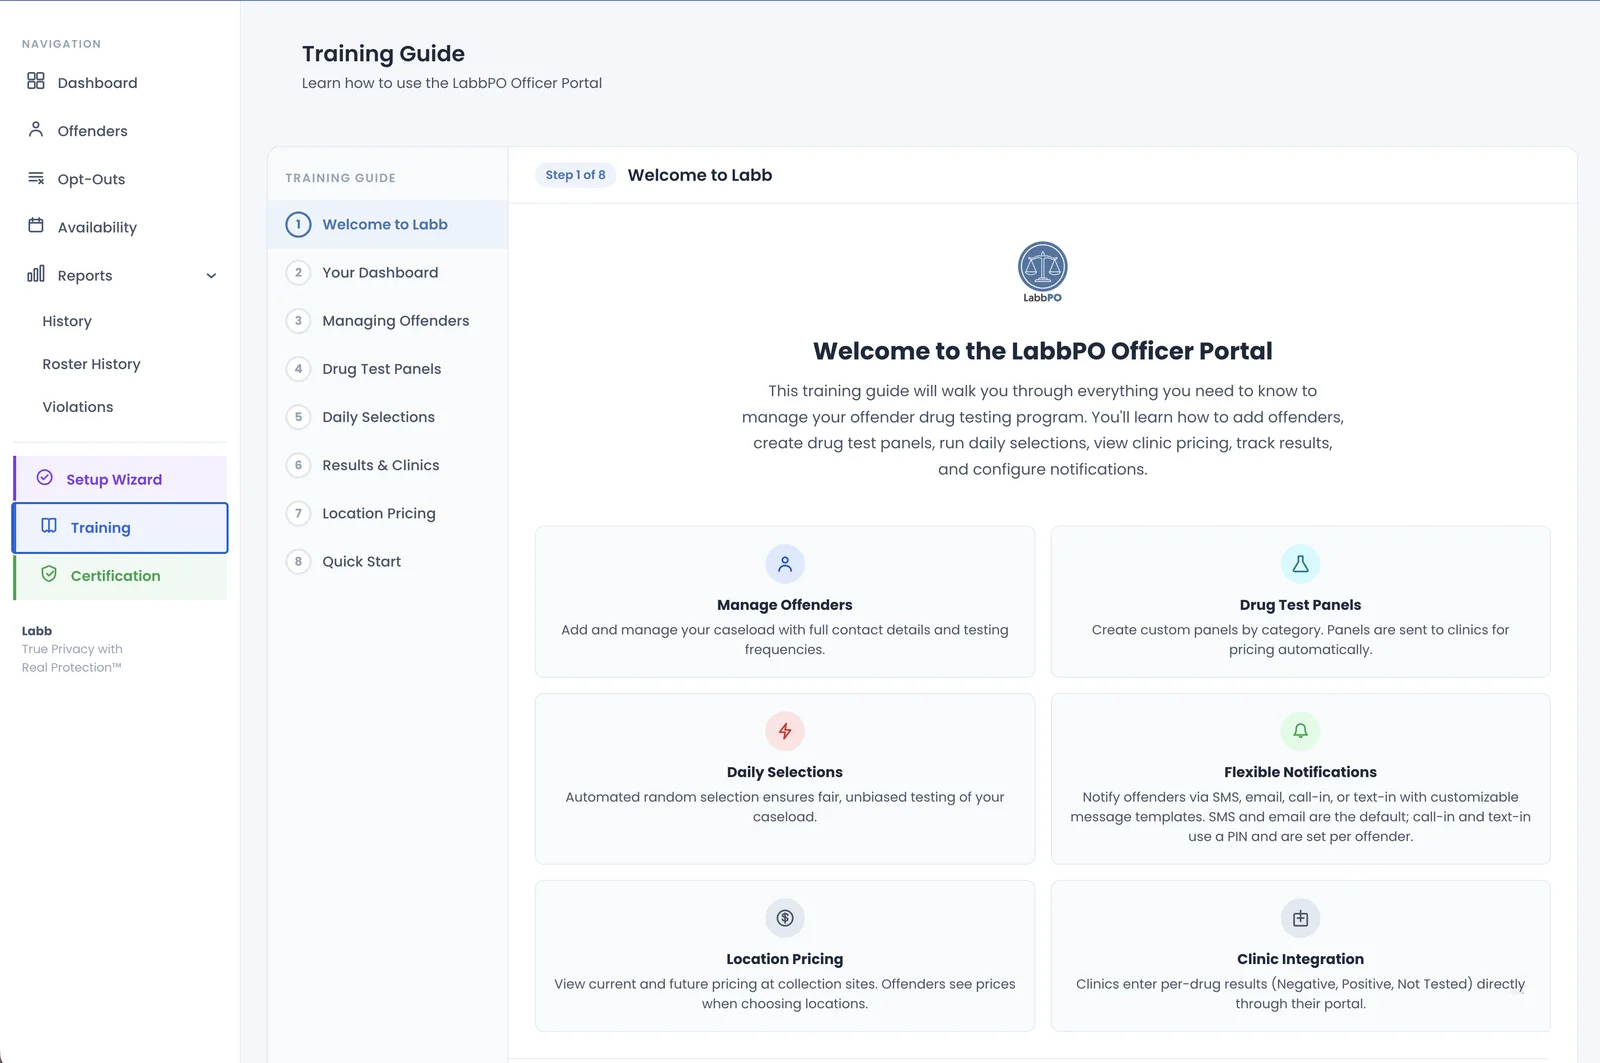 NAVIGATION
Dashboard
Offenders
Opt-Outs
Availability
Reports
History
Roster History
Violations
Setup Wizard
Training
Certification
Labb
True Privacy with
Real Protection™
Training Guide
Learn how to use the LabbPO Officer Portal
TRAINING GUIDE
1 Welcome to Labb
2 Your Dashboard
3 Managing Offenders
4 Drug Test Panels
5 Daily Selections
6 Results & Clinics
7 Location Pricing
8 Quick Start
Step 1 of 8 Welcome to Labb
LabbPO
Welcome to the LabbPO Officer Portal
This training guide will walk you through everything you need to know to
manage your offender drug testing program. You'll learn how to add offenders,
create drug test panels, run daily selections, view clinic pricing, track results,
and configure notifications.
Manage Offenders
Add and manage your caseload with full contact details and testing
frequencies.
Drug Test Panels
Create custom panels by category. Panels are sent to clinics for
pricing automatically.
Daily Selections
Automated random selection ensures fair, unbiased testing of your
caseload.
Flexible Notifications
Notify offenders via SMS, email, call-in, or text-in with customizable
message templates. SMS and email are the default; call-in and text-in
use a PIN and are set per offender.
Location Pricing
View current and future pricing at collection sites. Offenders see prices
when choosing locations.
Clinic Integration
Clinics enter per-drug results (Negative, Positive, Not Tested) directly
through their portal.